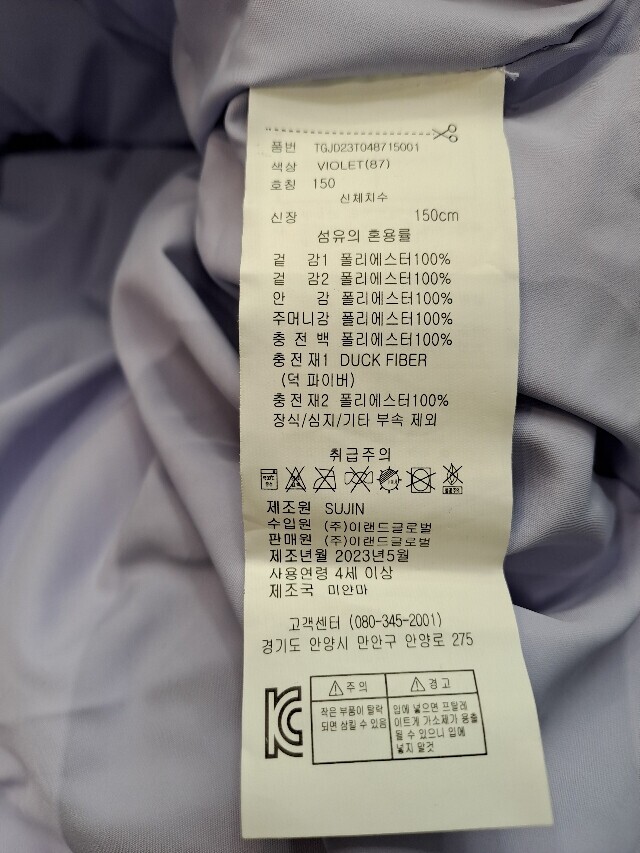 품번 TGJD23T048715001
색상 VIOLET(87)
호칭 150
신체치수
신장 150cm
섬유의 혼용률
겉 감1 폴리에스터100%
겉 감2 폴리에스터100%
안 감 폴리에스터100%
주머니감 폴리에스터100%
충 전 백 폴리에스터100%
충 전 재1 DUCK FIBER
(덕 파이버)
충 전 재2 폴리에스터100%
장식/심지/기타 부속 제외
취급주의
제조원 SUJIN
수입원 (주)이랜드글로벌
판매원 (주)이랜드글로벌
제조년월 2023년5월
사용연령 4세 이상
제조국 미얀마
고객센터 (080-345-2001)
경기도 안양시 만안구 안양로 275
주의
작은 부품이 탈락
되면 삼킬 수 있음
경고
입에 넣으면 프탈레
이트계 가소제가 용출
될 수 있으니 입에
넣지 말것
KC